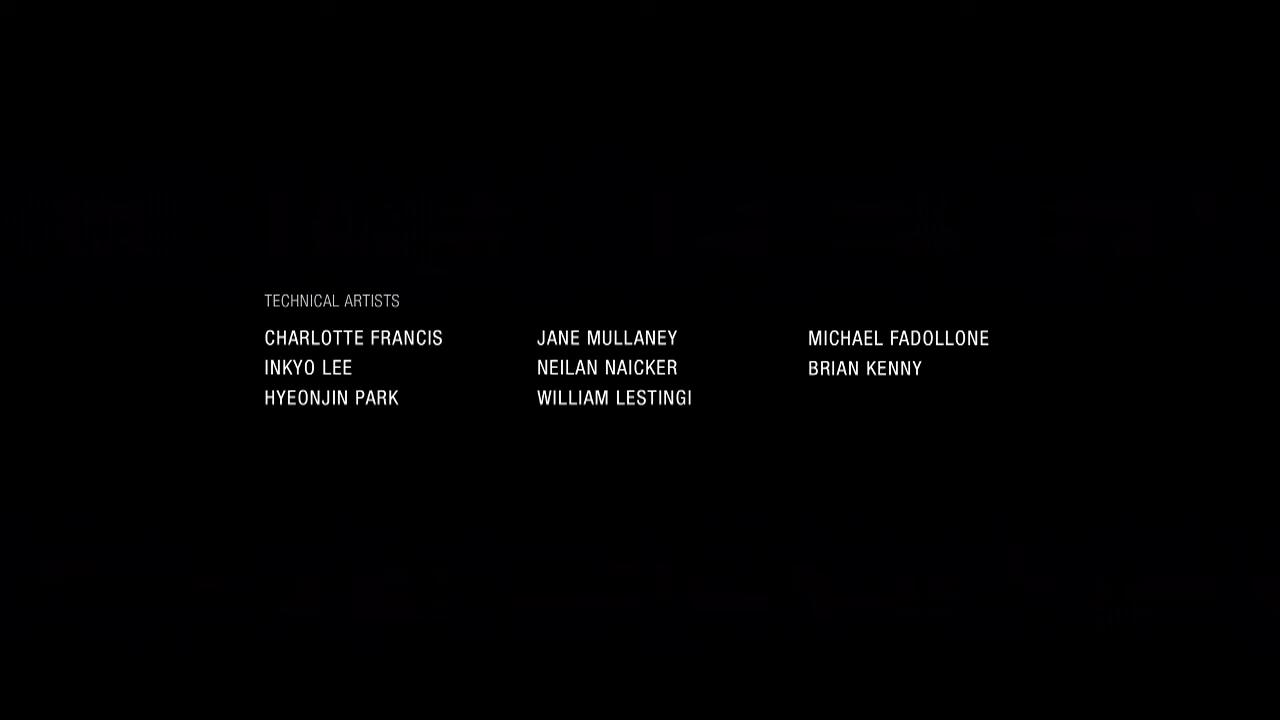 TECHNICAL ARTISTS
CHARLOTTE FRANCIS
INKYO LEE
HYEONJIN PARK
JANE MULLANEY
NEILAN NAICKER
WILLIAM LESTINGI
MICHAEL FADOLLONE
BRIAN KENNY